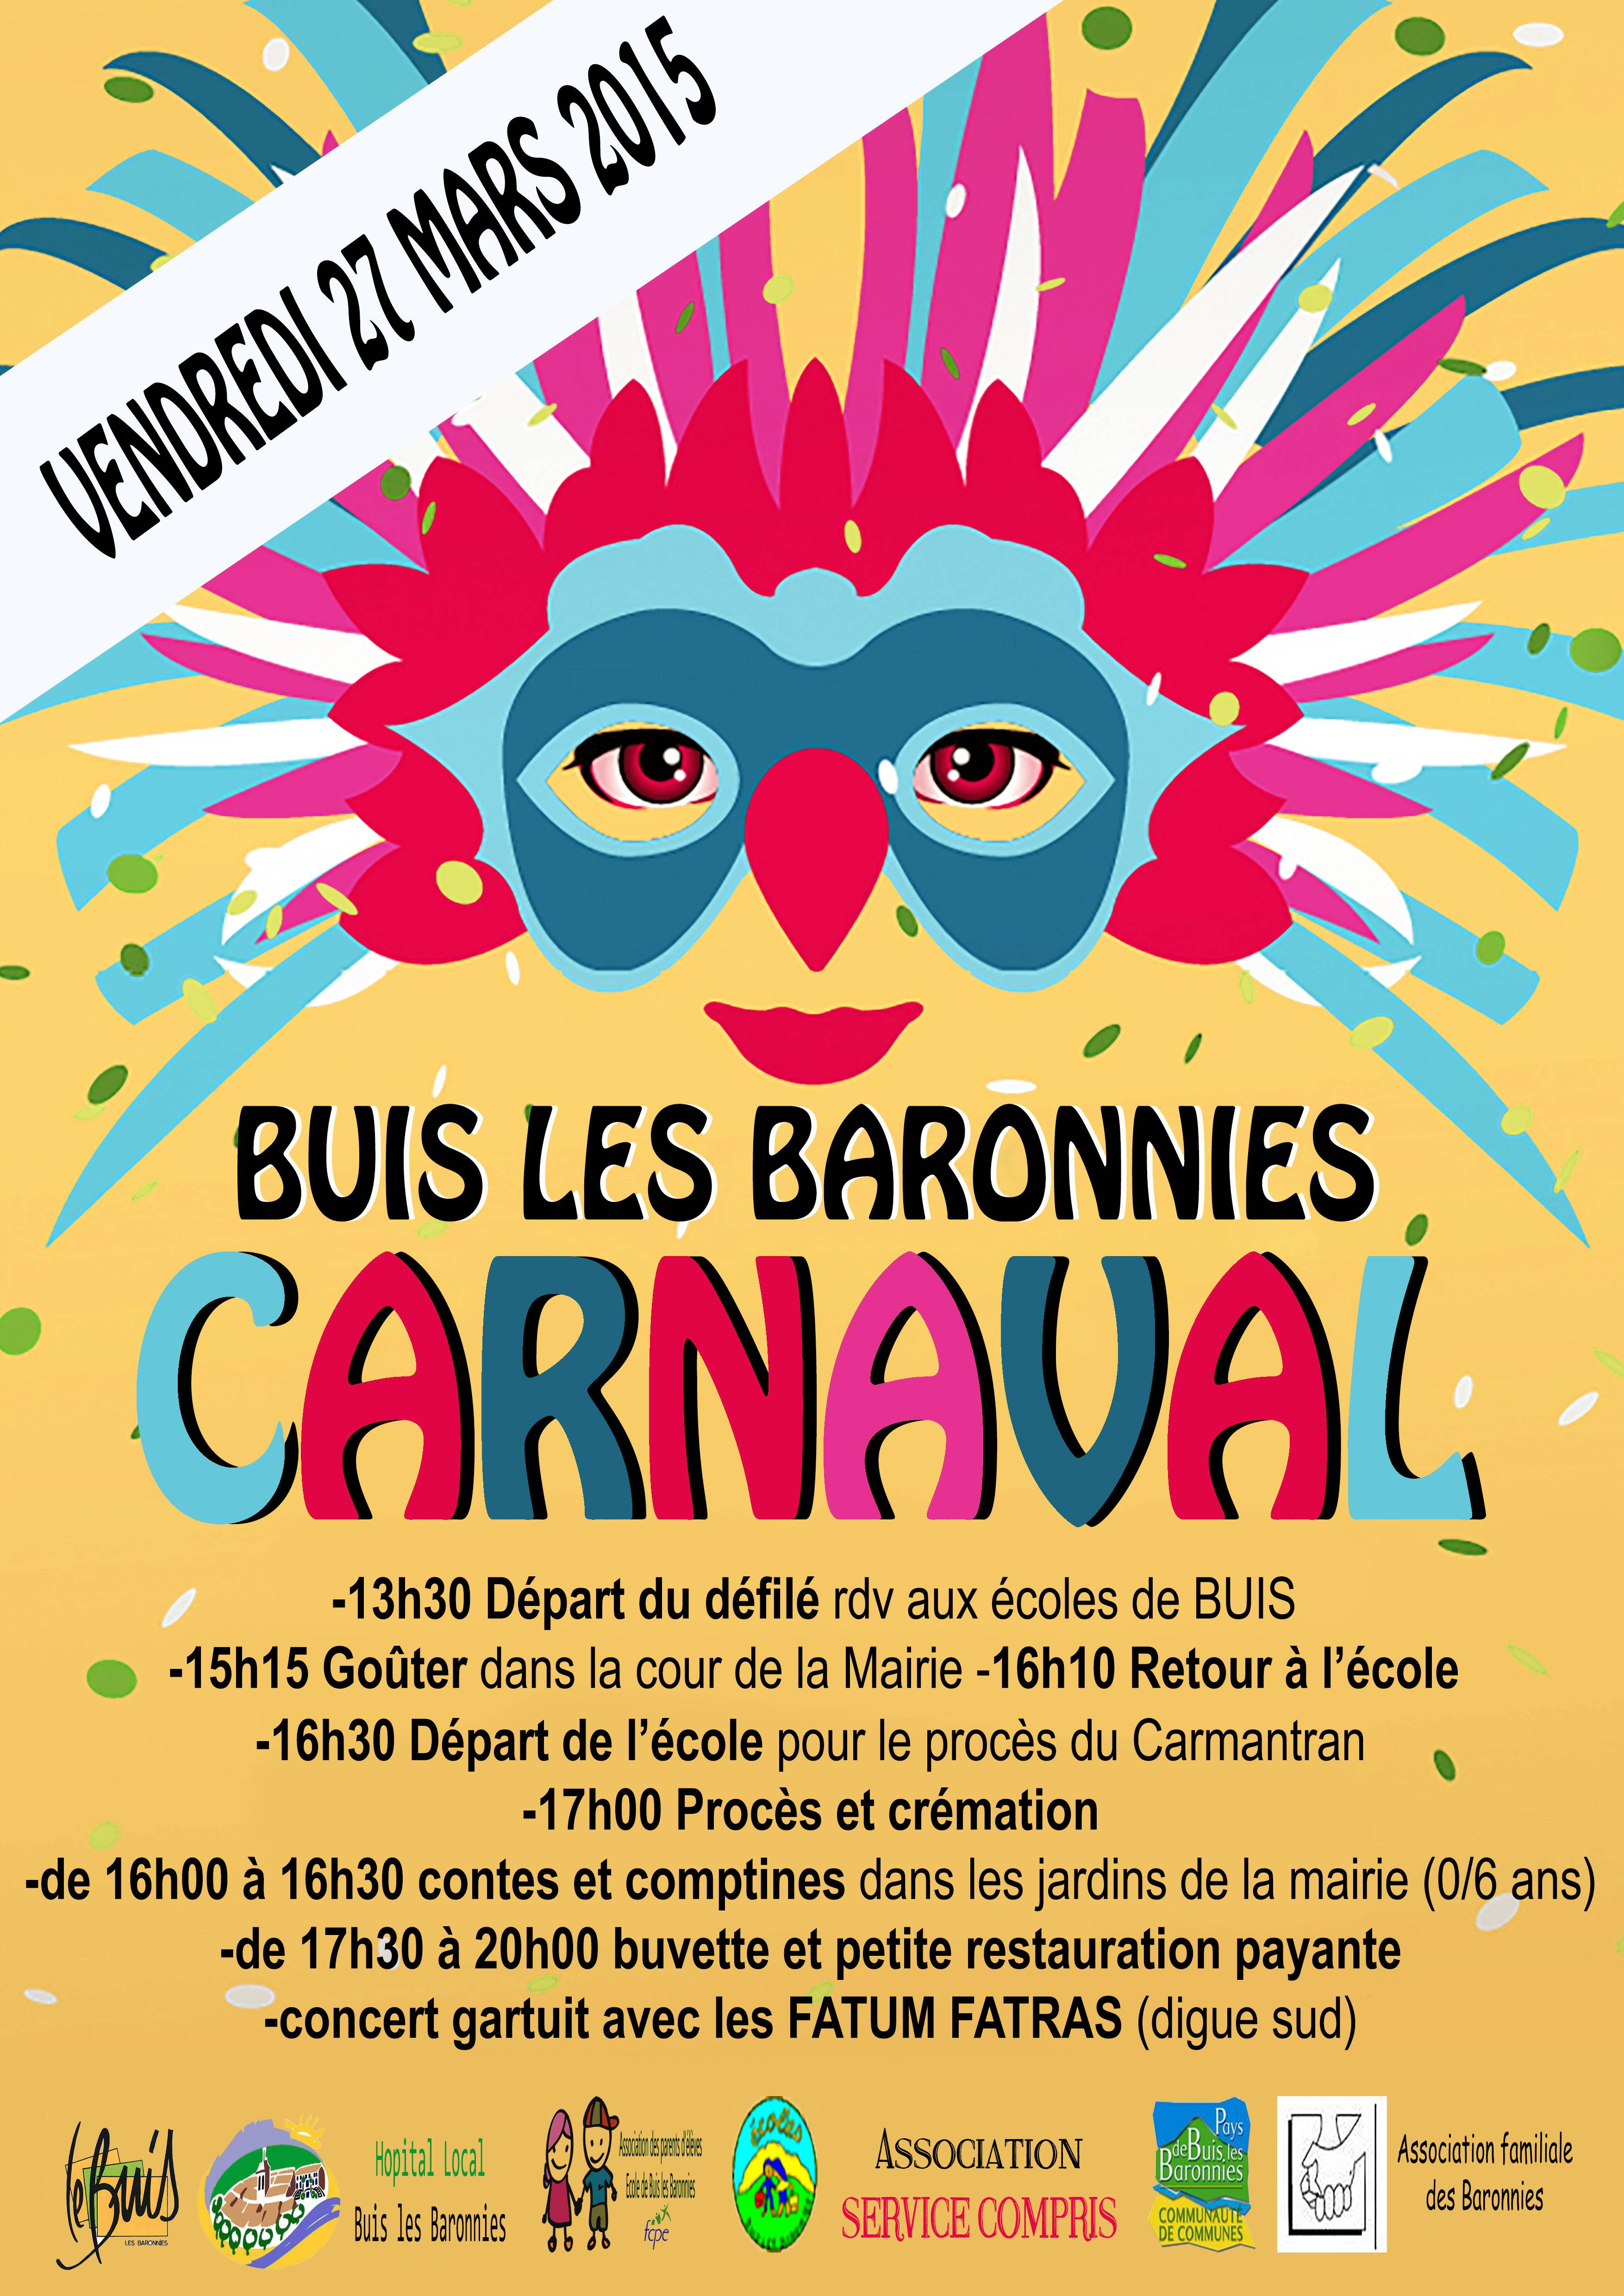 VENDREDI 27 MARS 2015
BUIS LES BARONNIES
CARNAVAL
-13h30 Départ du défilé rdv aux écoles de BUIS
-15h15 Goûter dans la cour de la Mairie -16h10 Retour à l'école
-16h30 Départ de l'école pour le procès du Carmantran
-17h00 Procès et crémation
-de 16h00 à 16h30 contes et comptines dans les jardins de la mairie (0/6 ans)
-de 17h30 à 20h00 buvette et petite restauration payante
-concert gartuit avec les FATUM FATRAS (digue sud)
le Buis
LES BARONNIES
Hopital Local
Buis les Baronnies
Association des parents d'élèves
Ecole de Buis les Baronnies
fcpe
écoles
ASSOCIATION
SERVICE COMPRIS
Pays
de Buis les
Baronnies
COMMUNAUTÉ
DE COMMUNES
Association familiale
des Baronnies